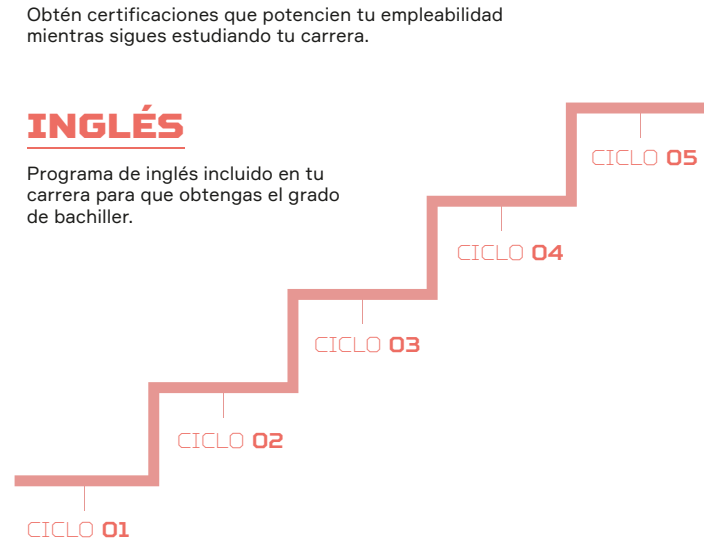 Obtén certificaciones que potencien tu empleabilidad
mientras sigues estudiando tu carrera.
INGLÉS
Programa de inglés incluido en tu
carrera para que obtengas el grado
de bachiller.
CICLO 05
CICLO 04
CICLO 03
CICLO 02
CICLO 01